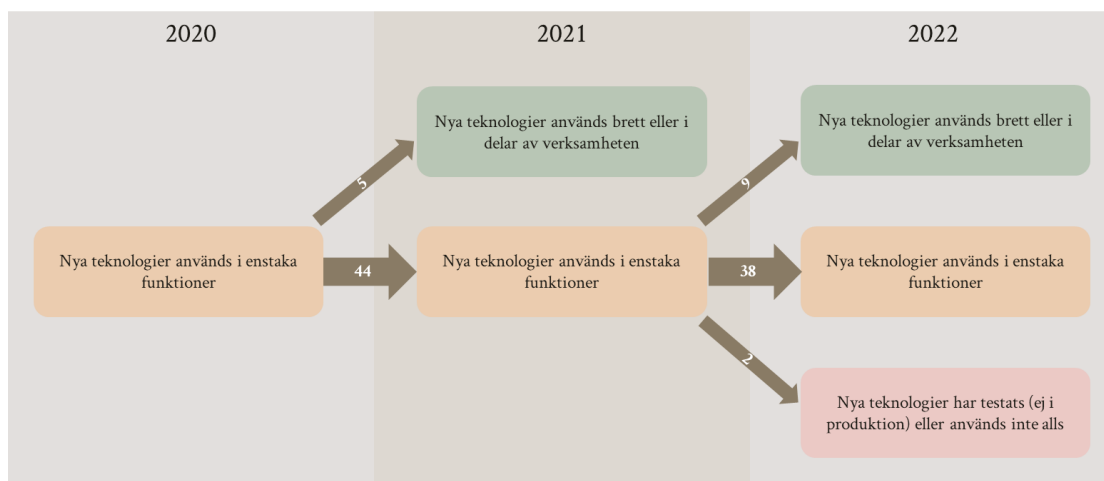 2020
2021
2022
Nya teknologier används brett eller i
delar av verksamheten
Nya teknologier används brett eller i
delar av verksamheten
5
9
Nya teknologier används i enstaka
funktioner
44
Nya teknologier används i enstaka
funktioner
38
Nya teknologier används i enstaka
funktioner
2
Nya teknologier har testats (ej i
produktion) eller används inte alls